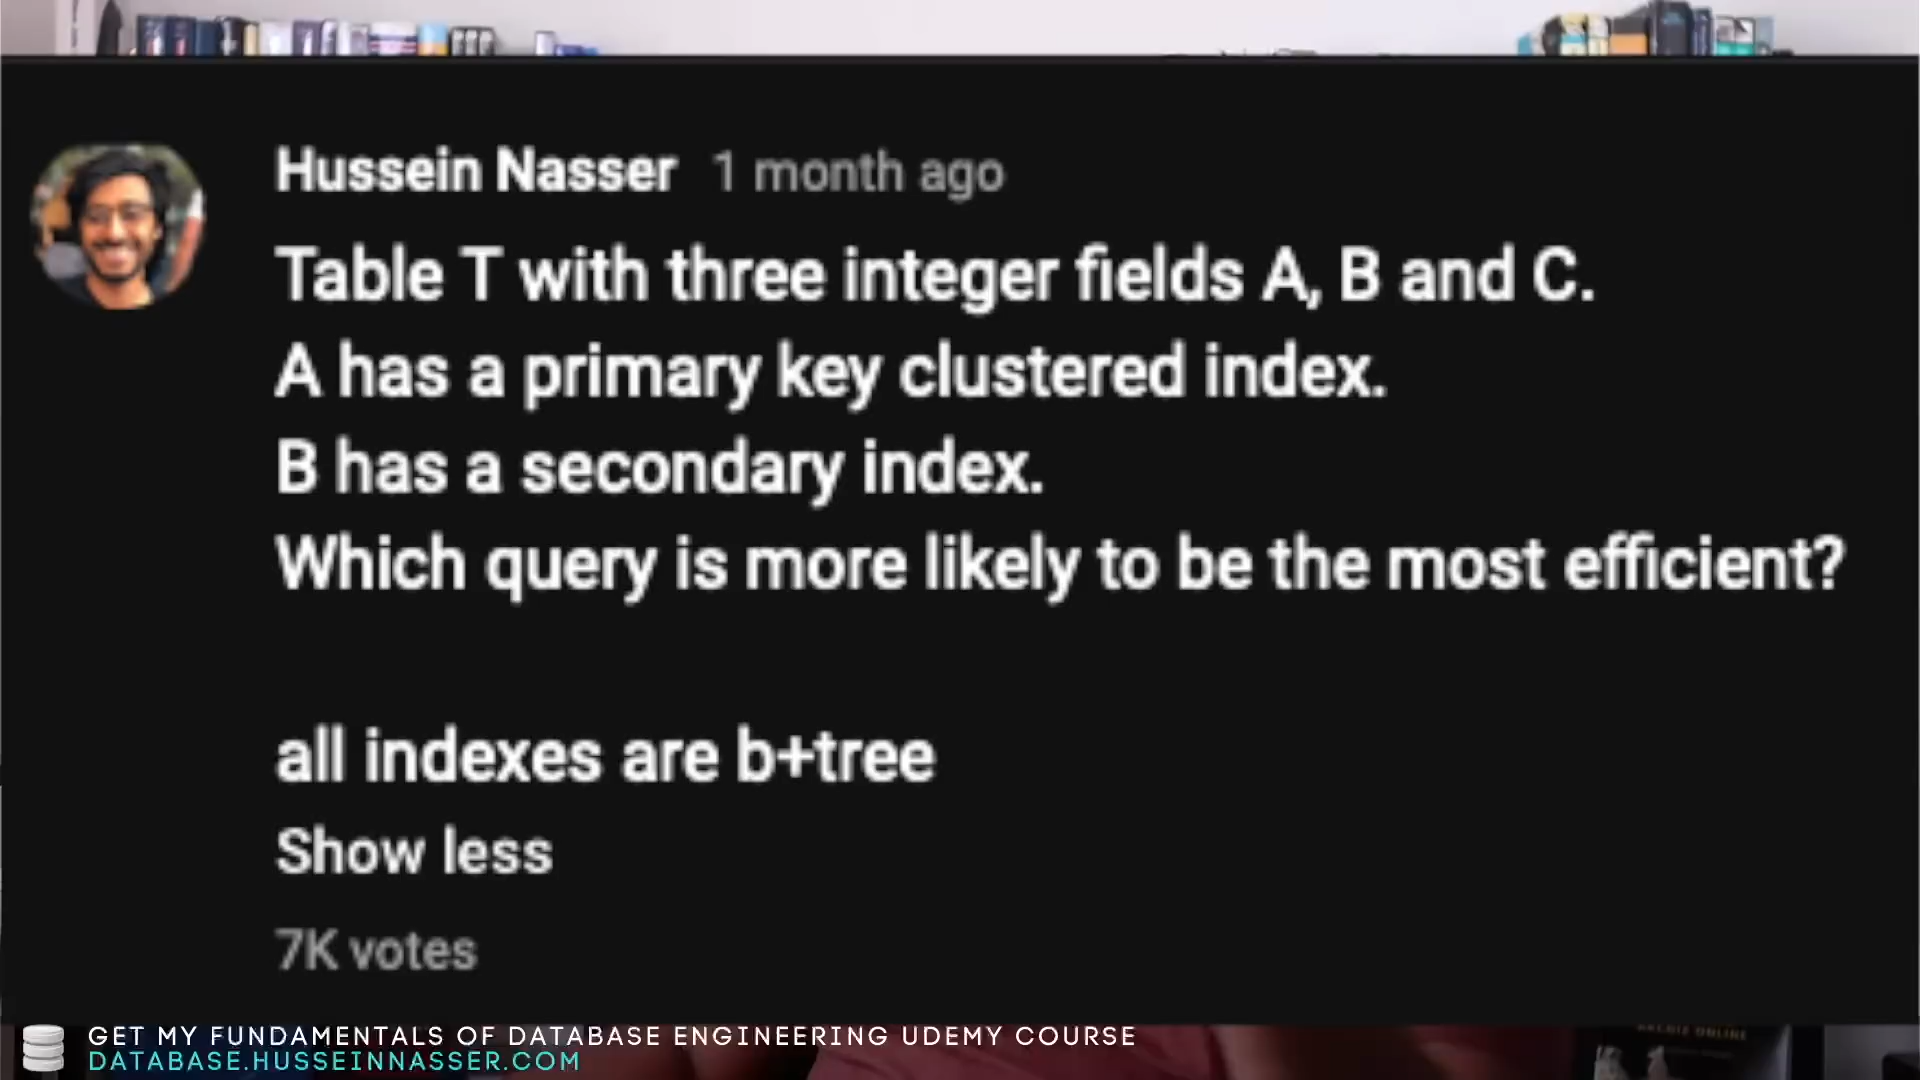 Hussein Nasser 1 month ago
Table T with three integer fields A, B and C.
A has a primary key clustered index.
B has a secondary index.
Which query is more likely to be the most efficient?
all indexes are b+tree
Show less
7K votes
GET MY FUNDAMENTALS OF DATABASE ENGINEERING UDEMY COURSE
DATABASE.HUSSEINNASSER.COM